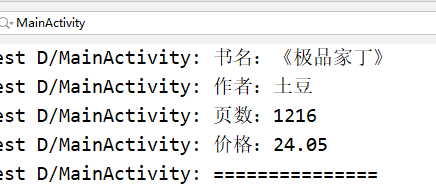 MainActivity
est D/MainActivity: 书名：《极品家丁》
est D/MainActivity: 作者：土豆
est D/MainActivity: 页数：1216
est D/MainActivity: 价格：24.05
est D/MainActivity: ===============